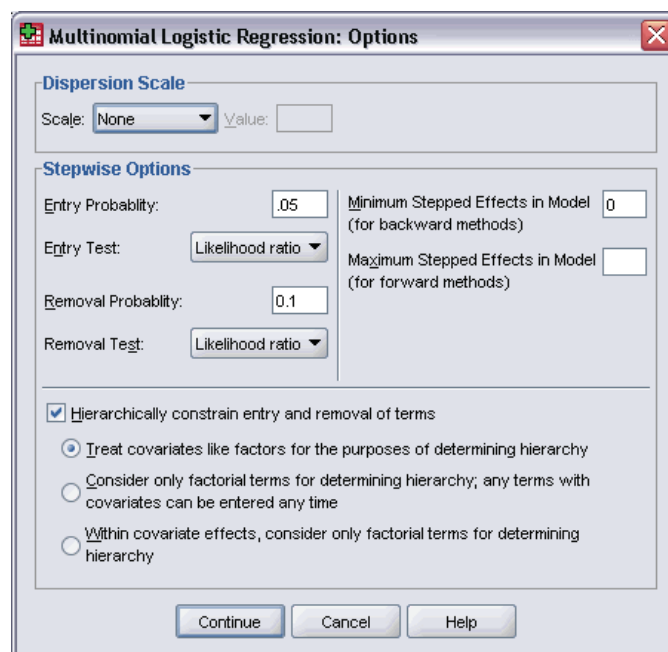 Multinomial Logistic Regression: Options
Dispersion Scale
Scale: None Value:
Stepwise Options
Entry Probablity: .05
Entry Test: Likelihood ratio
Removal Probablity: 0.1
Removal Test: Likelihood ratio
Minimum Stepped Effects in Model 0
(for backward methods)
Maximum Stepped Effects in Model
(for forward methods)
Hierarchically constrain entry and removal of terms
Treat covariates like factors for the purposes of determining hierarchy
Consider only factorial terms for determining hierarchy; any terms with
covariates can be entered any time
Within covariate effects, consider only factorial terms for determining
hierarchy
Continue Cancel Help